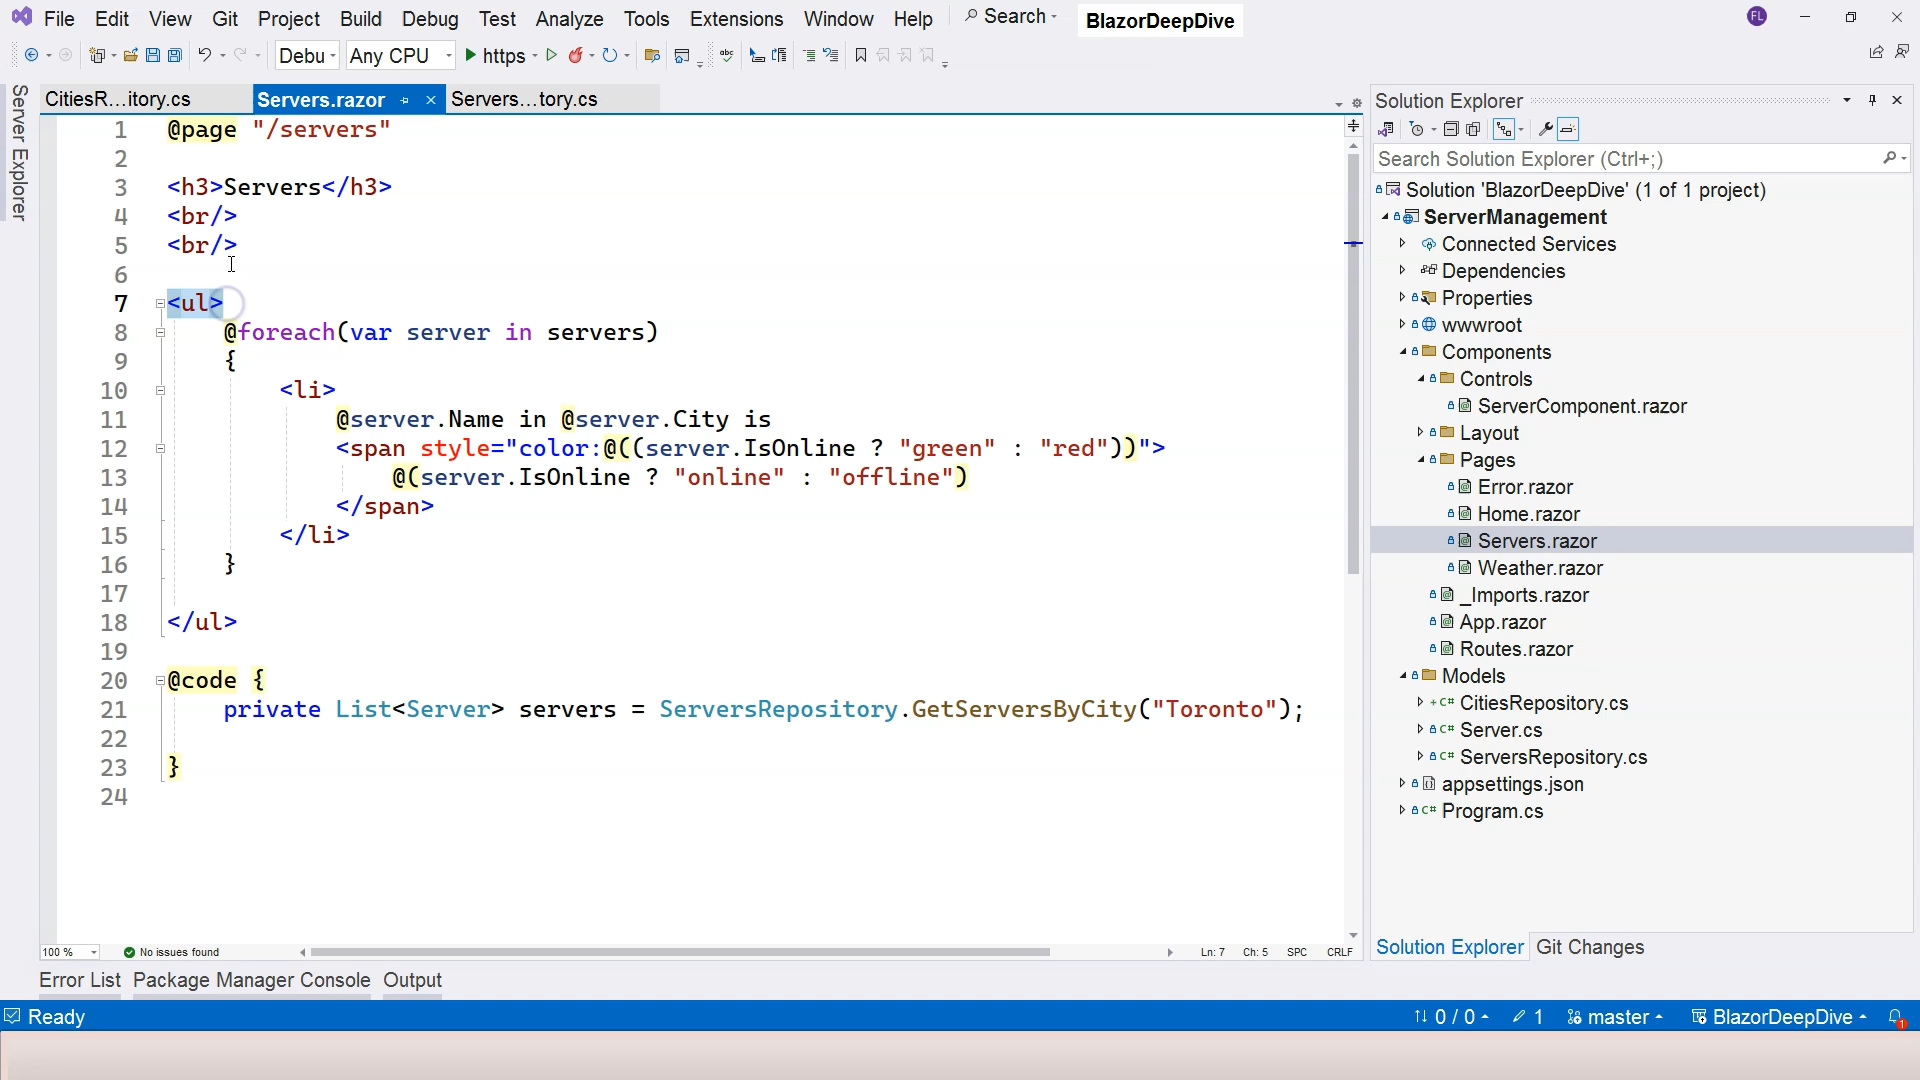 File Edit View Git Project Build Debug Test Analyze Tools Extensions Window Help Search BlazorDeepDive FL
Debu Any CPU https
Server Explorer
CitiesR...itory.cs Servers.razor Servers...tory.cs
1 @page "/servers"
2
3 <h3>Servers</h3>
4 <br/>
5 <br/>
6
7 <ul>
8 @foreach(var server in servers)
9 {
10 <li>
11 @server.Name in @server.City is
12 <span style="color:@((server.IsOnline ? "green" : "red"))">
13 @(server.IsOnline ? "online" : "offline")
14 </span>
15 </li>
16 }
17
18 </ul>
19
20 @code {
21 private List<Server> servers = ServersRepository.GetServersByCity("Toronto");
22
23 }
24
100 % No issues found Ln: 7 Ch: 5 SPC CRLF
Solution Explorer
Search Solution Explorer (Ctrl+;)
Solution 'BlazorDeepDive' (1 of 1 project)
ServerManagement
Connected Services
Dependencies
Properties
wwwroot
Components
Controls
ServerComponent.razor
Layout
Pages
Error.razor
Home.razor
Servers.razor
Weather.razor
_Imports.razor
App.razor
Routes.razor
Models
CitiesRepository.cs
Server.cs
ServersRepository.cs
appsettings.json
Program.cs
Solution Explorer Git Changes
Error List Package Manager Console Output
Ready 0 / 0 1 master BlazorDeepDive 1